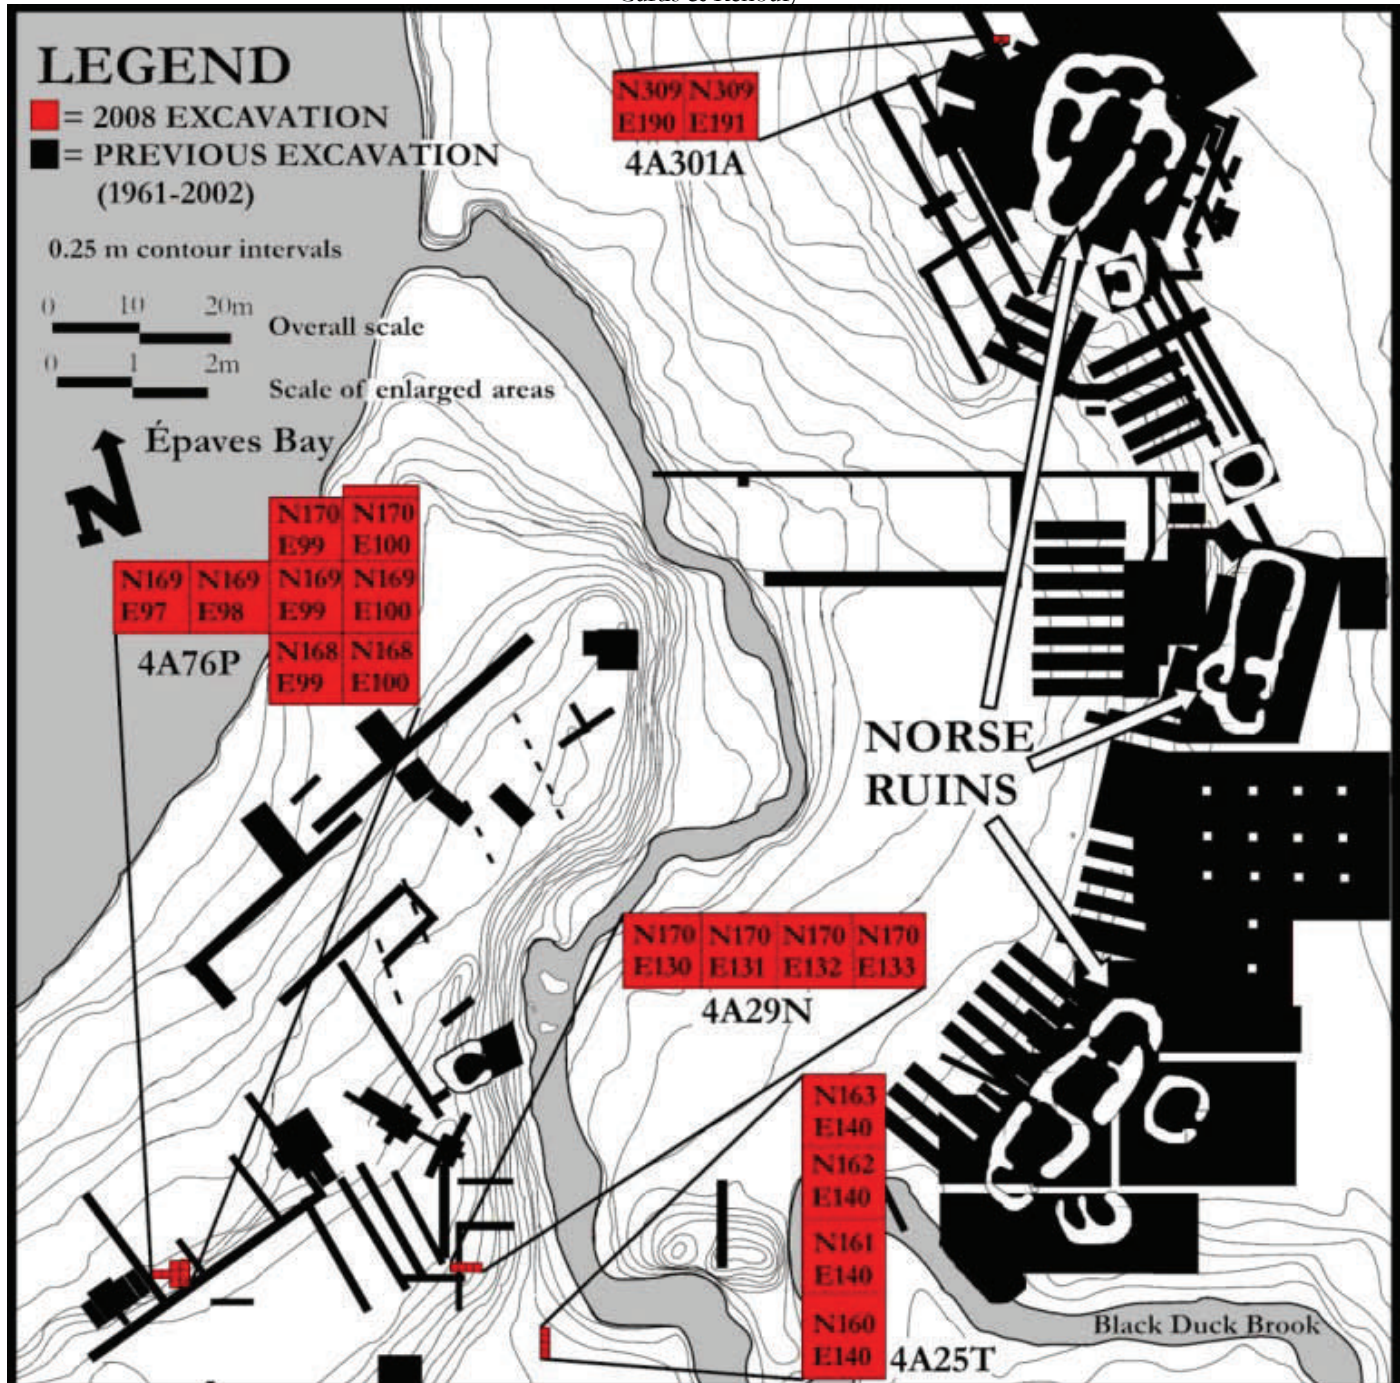 LEGEND
= 2008 EXCAVATION
= PREVIOUS EXCAVATION
(1961-2002)
0.25 m contour intervals
0 10 20m
Overall scale
0 1 2m
Scale of enlarged areas
N
Épaves Bay
N309 N309
E190 E191
4A301A
N170 N170
E99 E100
N169 N169 N169 N169
E97 E98 E99 E100
N168 N168
E99 E100
4A76P
NORSE
RUINS
N170 N170 N170 N170
E130 E131 E132 E133
4A29N
N163
E140
N162
E140
N161
E140
N160
E140
4A25T
Black Duck Brook